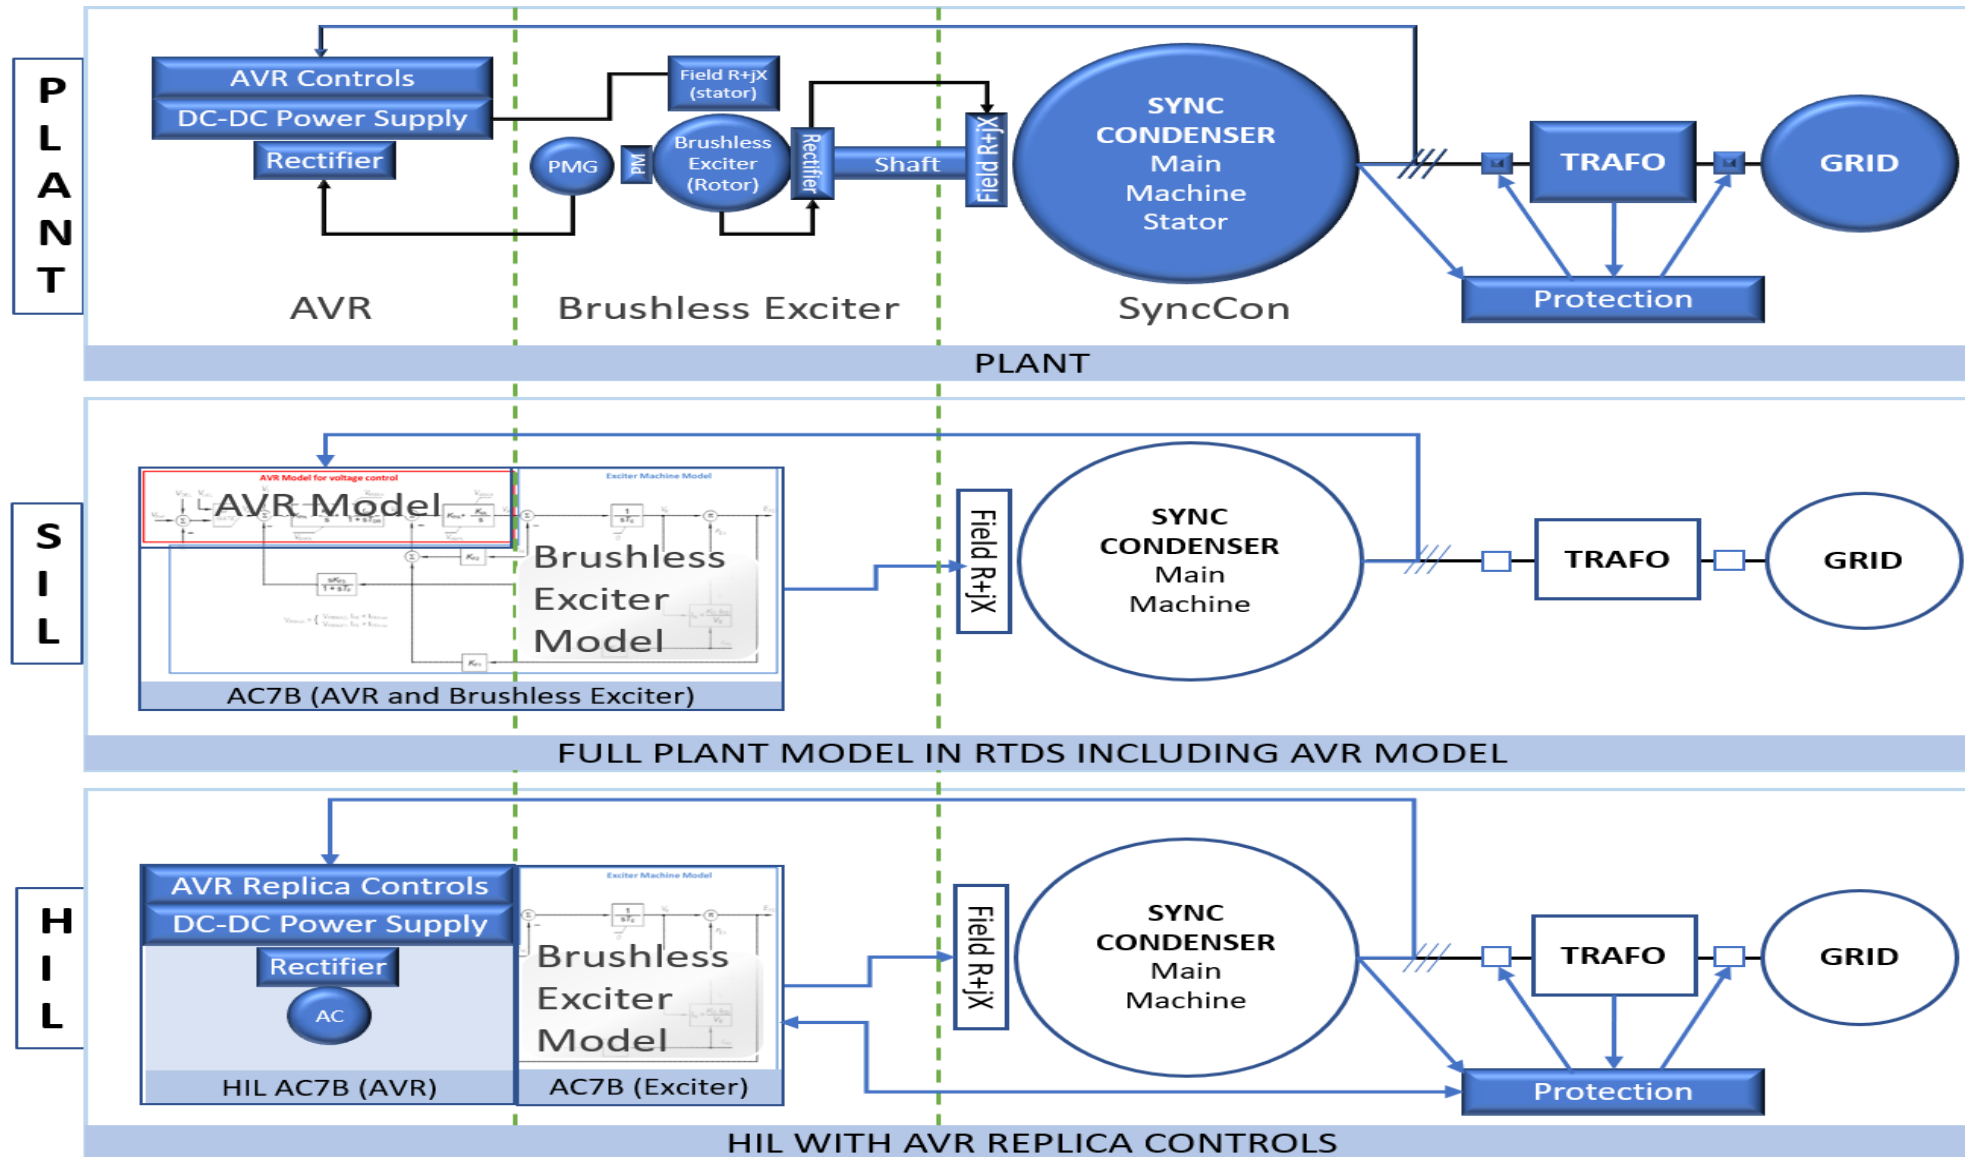 PLANT
AVR Controls
DC-DC Power Supply
Rectifier
Field R+jX
(stator)
PMG
PM
Brushless
Exciter
(Rotor)
Rectifier
Shaft
Field R+jX
SYNC
CONDENSER
Main
Machine
Stator
TRAFO
GRID
Protection
AVR
Brushless Exciter
SyncCon
PLANT
SIL
AVR Model for voltage control
AVR Model
Exciter Machine Model
Brushless
Exciter
Model
AC7B (AVR and Brushless Exciter)
Field R+jX
SYNC
CONDENSER
Main
Machine
TRAFO
GRID
FULL PLANT MODEL IN RTDS INCLUDING AVR MODEL
HIL
AVR Replica Controls
DC-DC Power Supply
Rectifier
AC
HIL AC7B (AVR)
Exciter Machine Model
Brushless
Exciter
Model
AC7B (Exciter)
Field R+jX
SYNC
CONDENSER
Main
Machine
TRAFO
GRID
Protection
HIL WITH AVR REPLICA CONTROLS